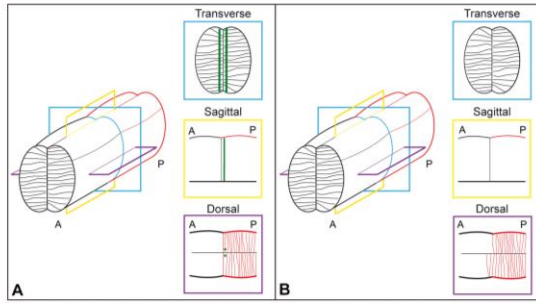 Transverse
Sagittal
A P
Dorsal
A P
P
A
A
Transverse
Sagittal
A P
Dorsal
A P
P
A
B